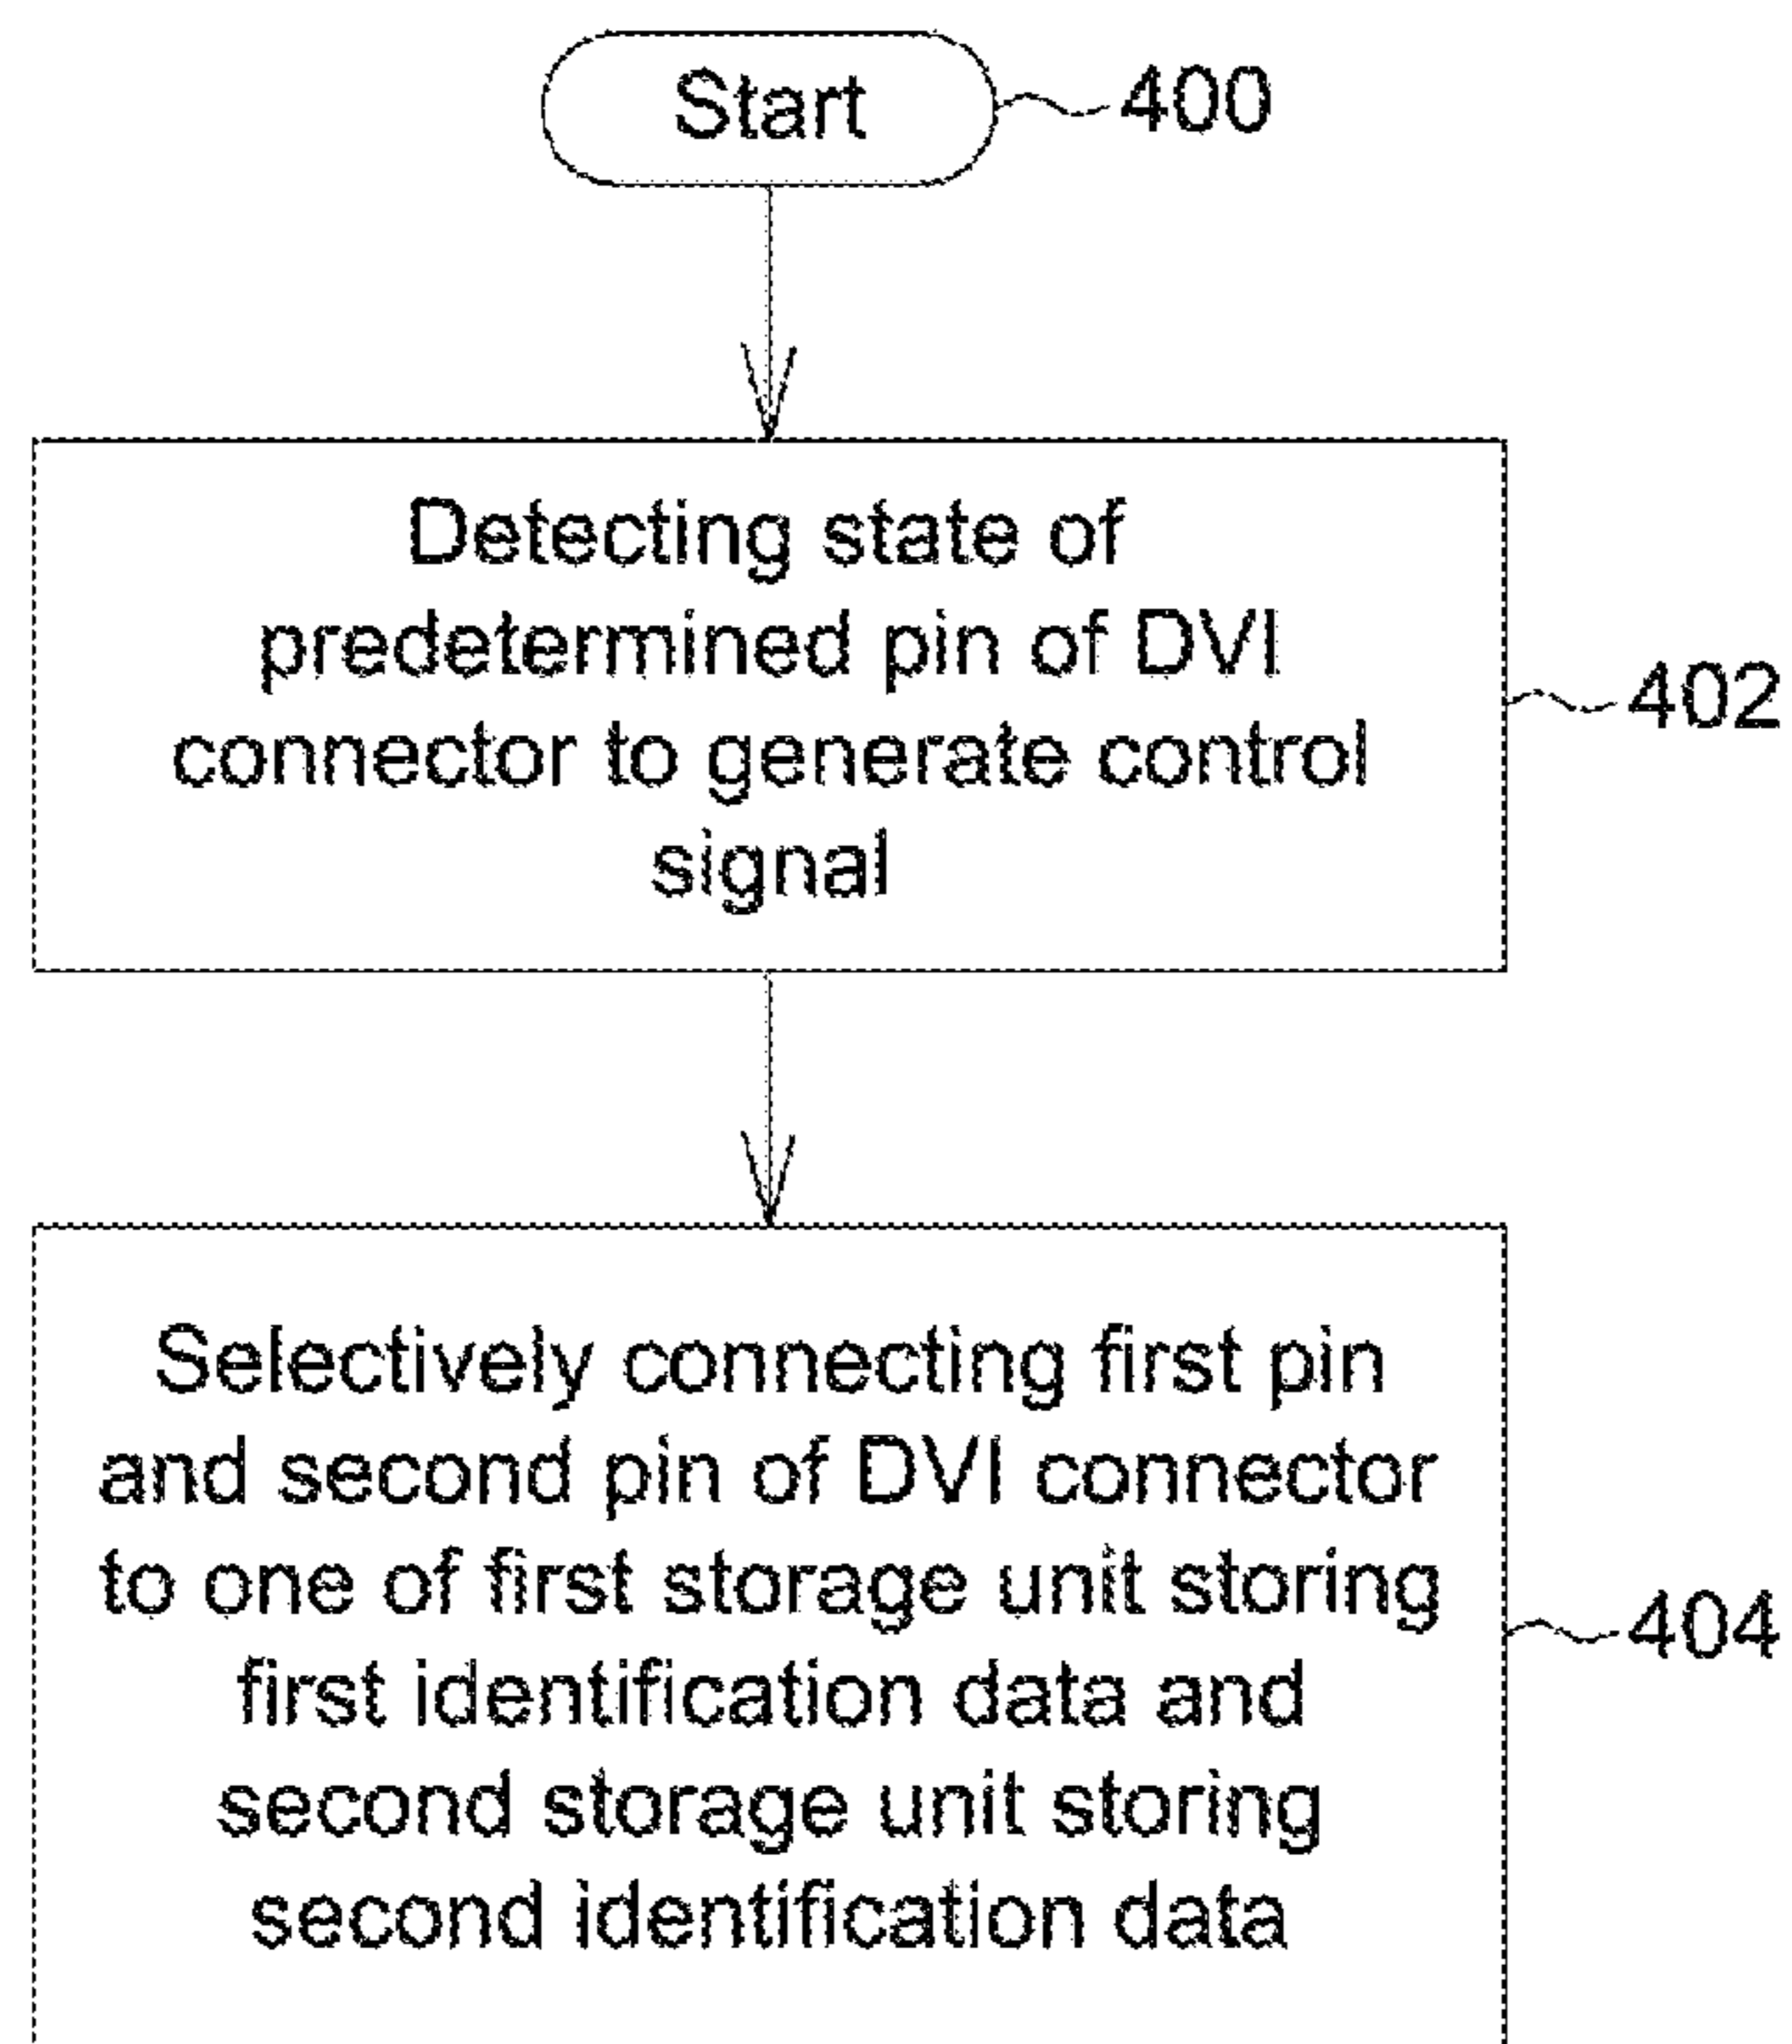 Start
400
Detecting state of
predetermined pin of DVI
connector to generate control
signal
402
Selectively connecting first pin
and second pin of DVI connector
to one of first storage unit storing
first identification data and
second storage unit storing
second identification data
404